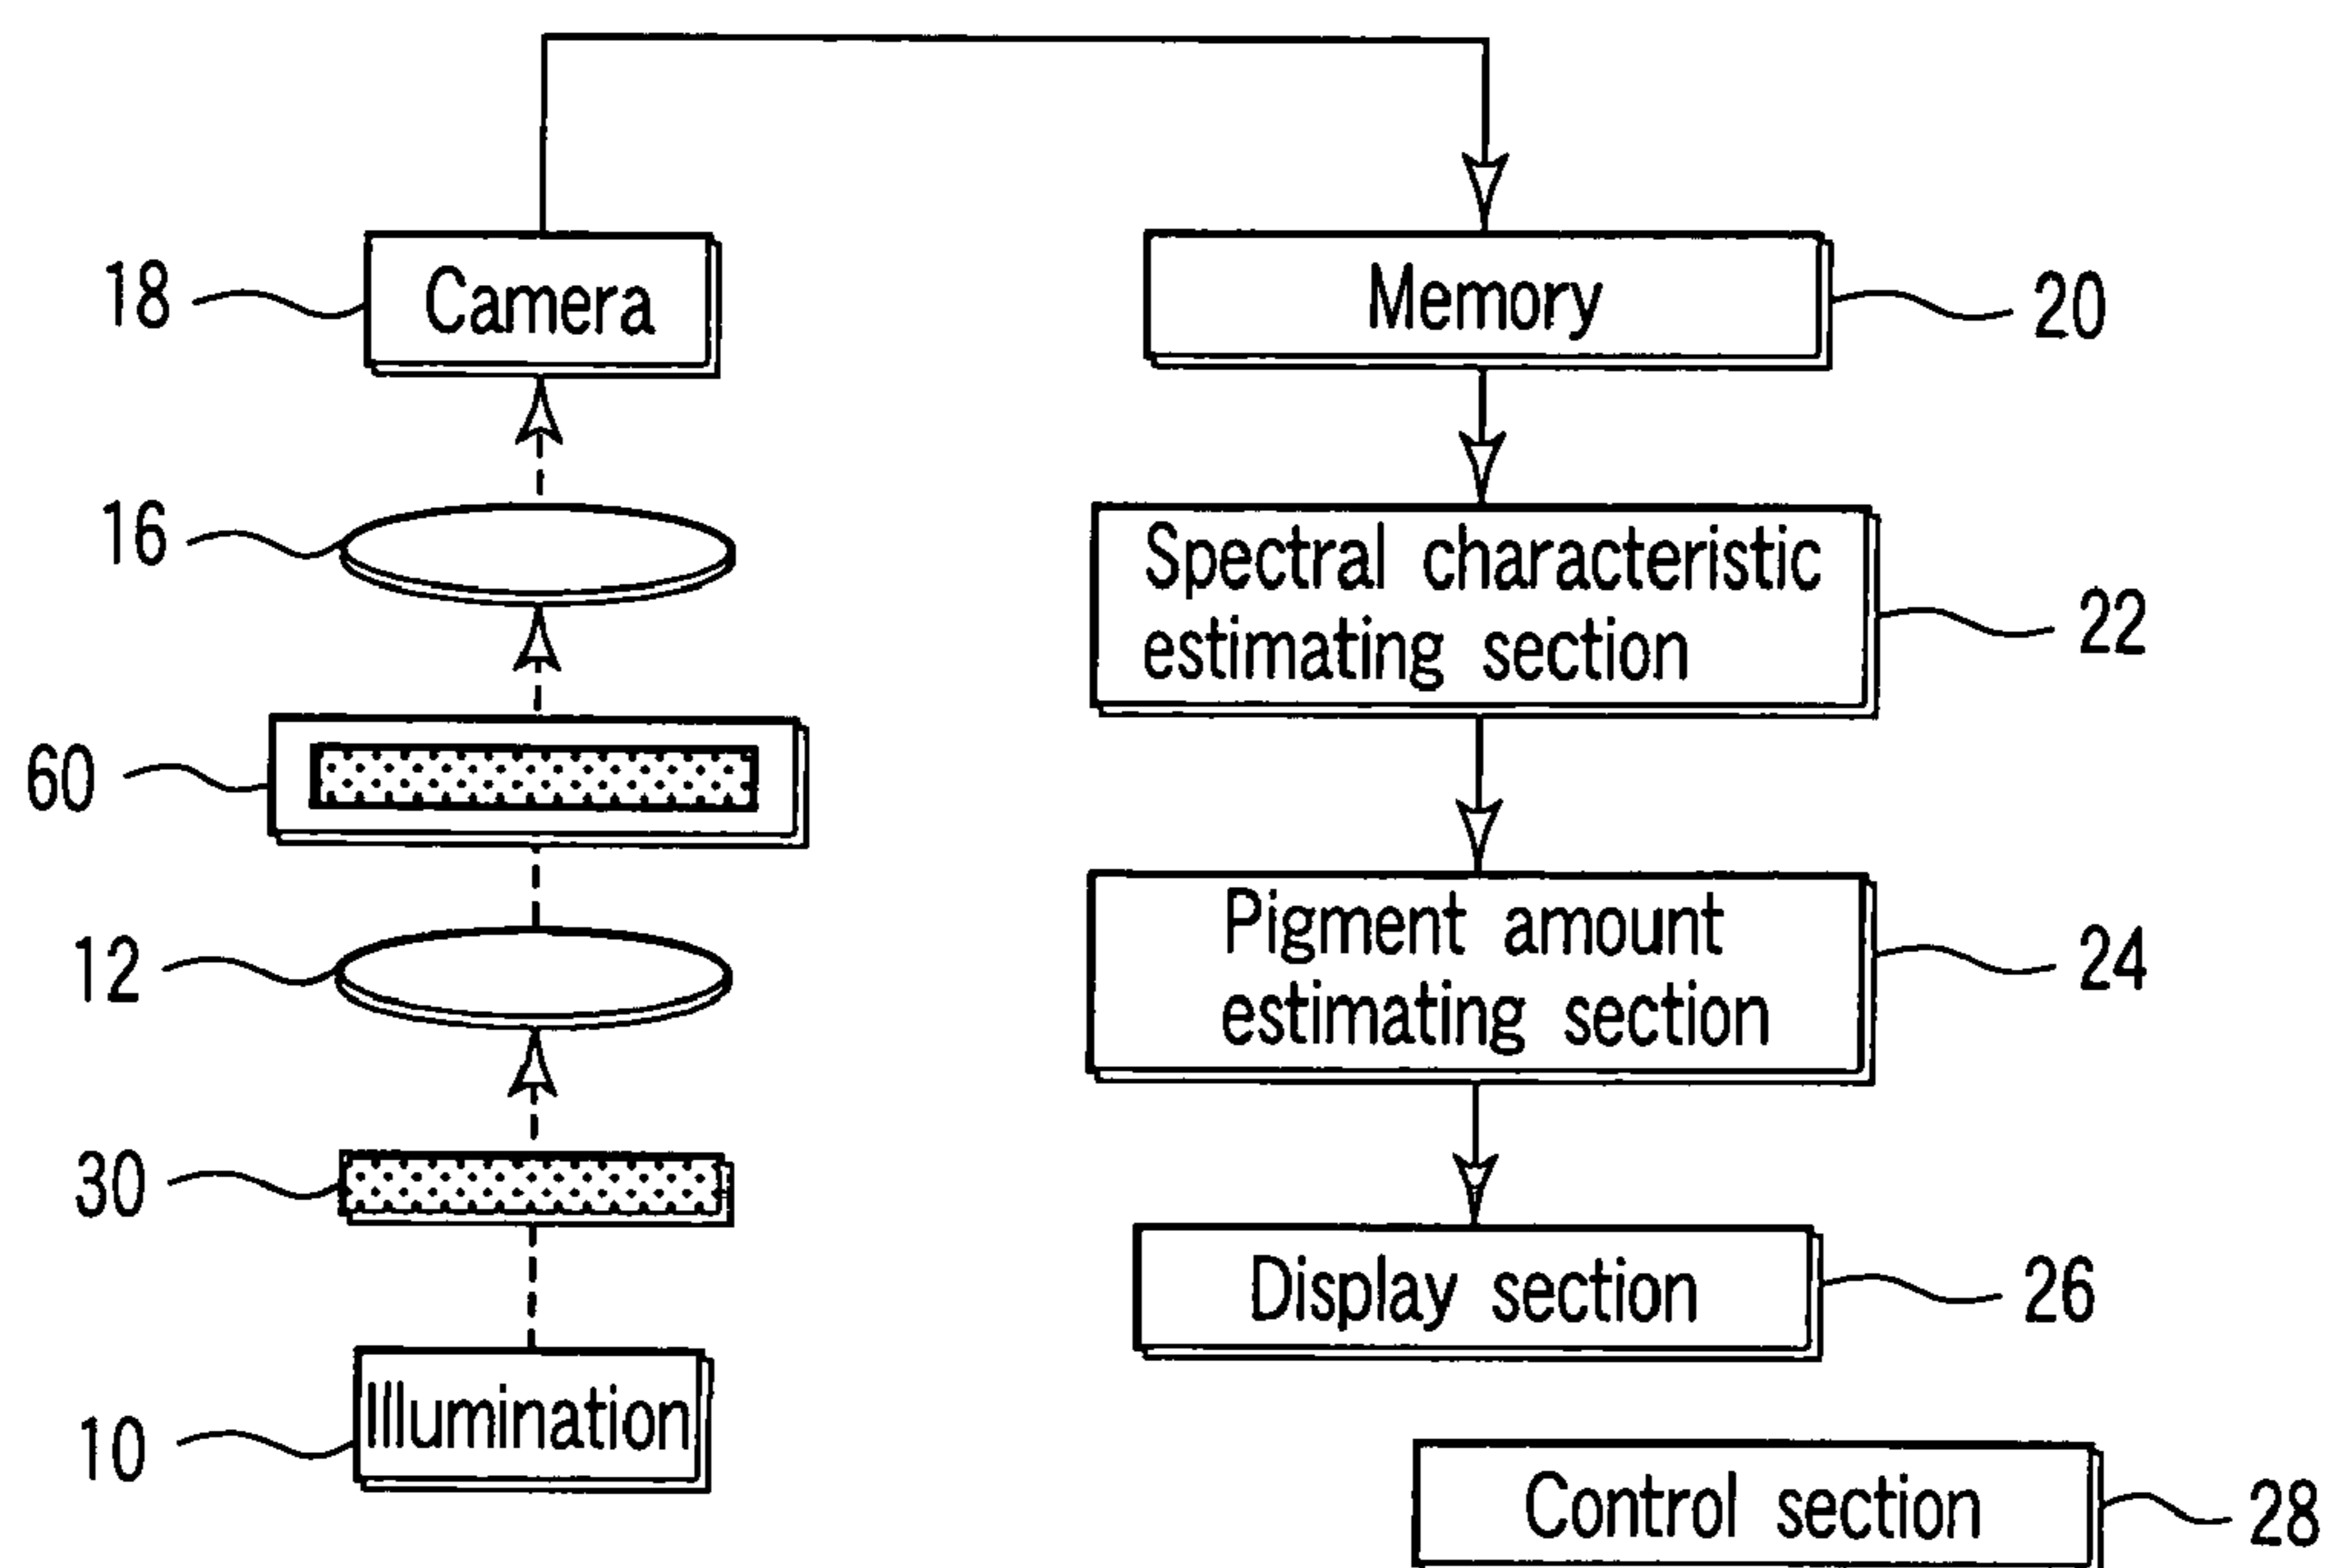 18
Camera
Memory
20
16
Spectral characteristic
estimating section
22
60
12
Pigment amount
estimating section
24
30
Display section
26
10
Illumination
Control section
28